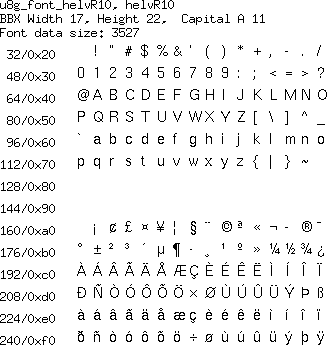 u8g_font_helvR10, helvR10
BBX Width 17, Height 22, Capital A 11
Font data size: 3527
32/0x20 ! " # $ % & ' ( ) * + , - . /
48/0x30 0 1 2 3 4 5 6 7 8 9 : ; < = > ?
64/0x40 @ A B C D E F G H I J K L M N O
80/0x50 P Q R S T U V W X Y Z [ \ ] ^ _
96/0x60 ` a b c d e f g h i j k l m n o
112/0x70 p q r s t u v w x y z { | } ~
128/0x80
144/0x90
160/0xa0 ¡ ¢ £ ¤ ¥ ¦ § ¨ © ª « ¬ - ® ¯
176/0xb0 ° ± ² ³ ´ µ ¶ · ¸ ¹ º » ¼ ½ ¾ ¿
192/0xc0 À Á Â Ã Ä Å Æ Ç È É Ê Ë Ì Í Î Ï
208/0xd0 Ð Ñ Ò Ó Ô Õ Ö × Ø Ù Ú Û Ü Ý Þ ß
224/0xe0 à á â ã ä å æ ç è é ê ë ì í î ï
240/0xf0 ð ñ ò ó ô õ ö ÷ ø ù ú û ü ý þ ÿ